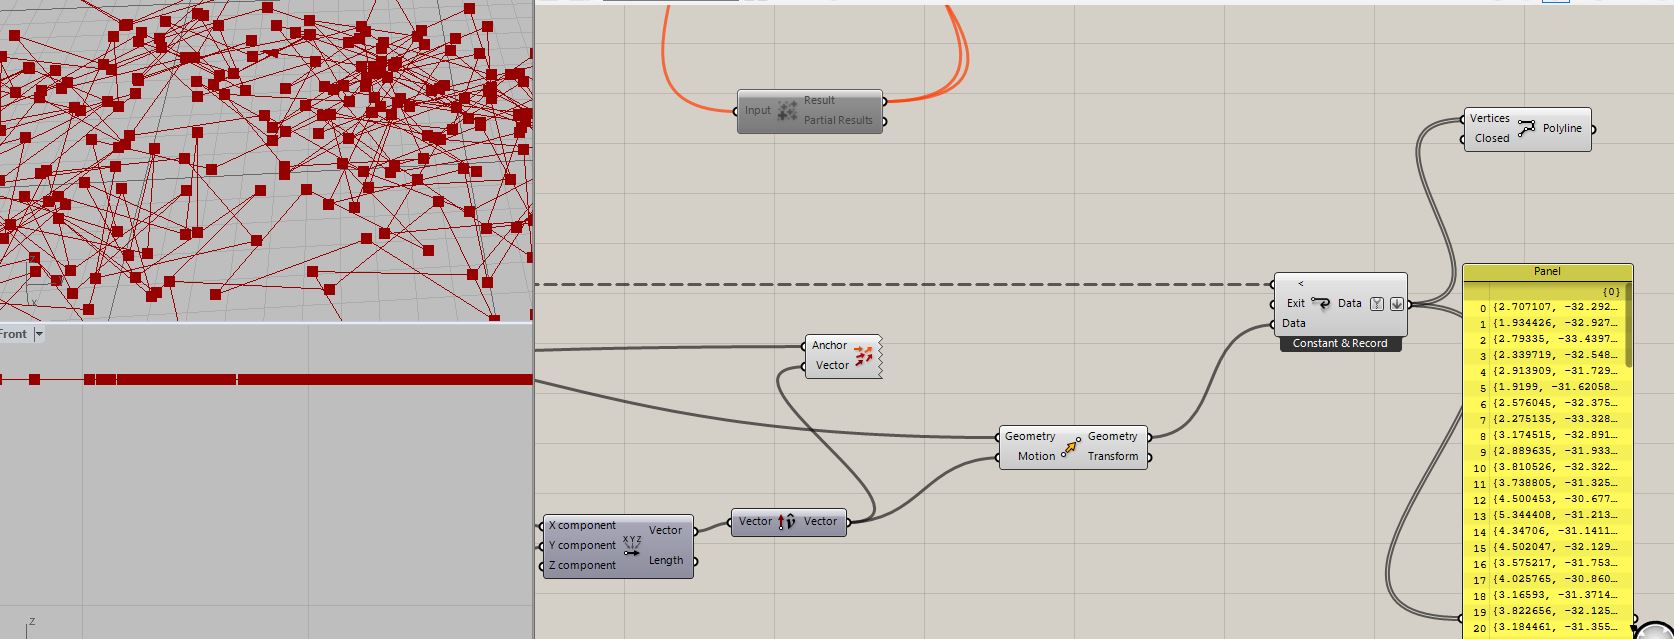 Input
Result
Partial Results
Vertices
Closed
Polyline
<
Exit
Data
Data
Constant & Record
Anchor
Vector
Geometry
Motion
Geometry
Transform
X component
Y component
Z component
XYZ
Vector
Length
Vector
Vector
Front
z
Panel
{0}
0 {2.707107, -32.292…
1 {1.934426, -32.927…
2 {2.79335, -33.4397…
3 {2.339719, -32.548…
4 {2.913909, -31.729…
5 {1.9199, -31.62058…
6 {2.576045, -32.375…
7 {2.275135, -33.328…
8 {3.174515, -32.891…
9 {2.889635, -31.933…
10 {3.810526, -32.322…
11 {3.738805, -31.325…
12 {4.500453, -30.677…
13 {5.344408, -31.213…
14 {4.34706, -31.1411…
15 {4.502047, -32.129…
16 {3.575217, -31.753…
17 {4.025765, -30.860…
18 {3.16593, -31.3714…
19 {3.822656, -32.125…
20 {3.184461, -31.355…